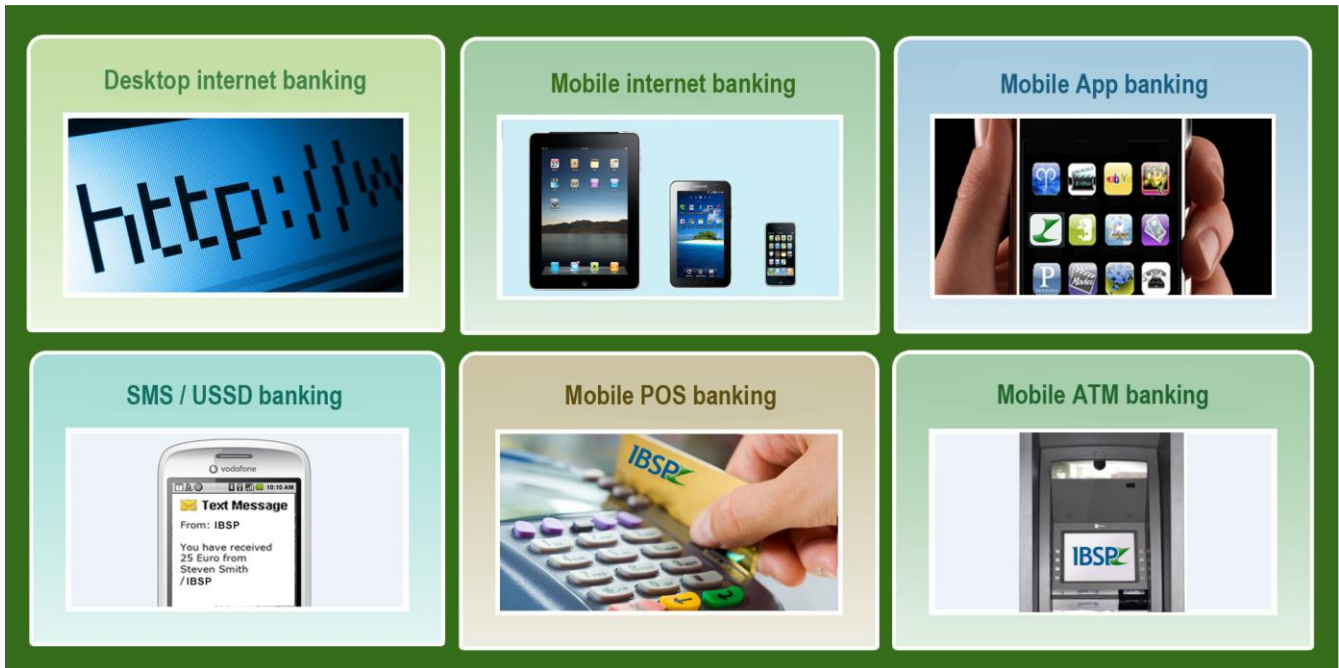 Desktop internet banking
Mobile internet banking
Mobile App banking
http://w
SMS / USSD banking
Mobile POS banking
Mobile ATM banking
vodafone
10:10 AM
Text Message
From: IBSP
You have received
25 Euro from
Steven Smith
/IBSP
IBSP
IBSP